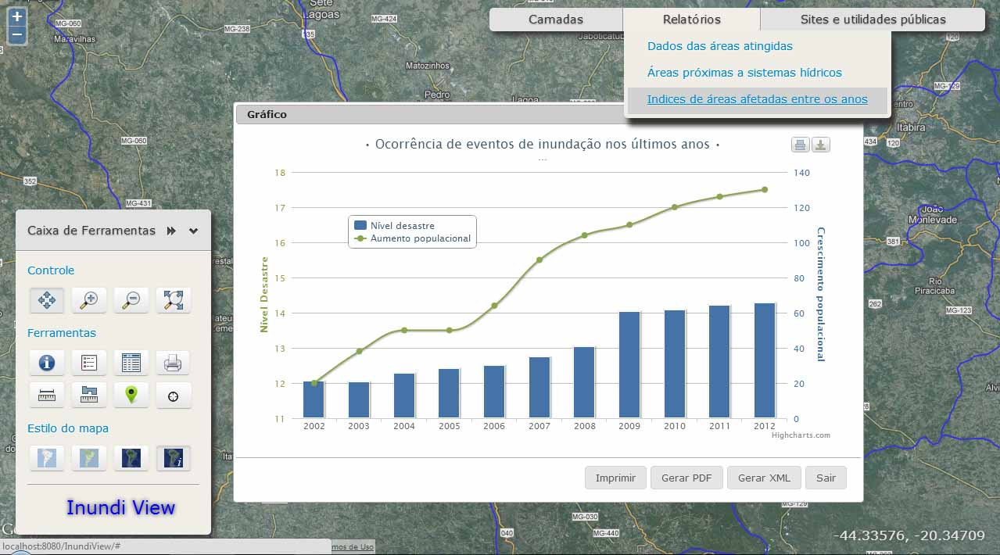 +
−
MG-060
Maravilhas
Sete
Lagoas
MG-424
MG-238
35
Matozinhos
Pedro
Lagoa
Jaboticatub
Camadas
Relatórios
Sites e utilidades públicas
Dados das áreas atingidas
Áreas próximas a sistemas hídricos
Indices de áreas afetadas entre os anos
120
MG-129
entro
Itabira
434
120
MG-060
352
MG-431
Gráfico
• Ocorrência de eventos de inundação nos últimos anos •
...
18
17
16
15
14
13
12
11
Nível Desastre
Nível desastre
Aumento populacional
140
120
100
80
60
40
20
0
Crescimento populacional
2002
2003
2004
2005
2006
2007
2008
2009
2010
2011
2012
Highcharts.com
Imprimir
Gerar PDF
Gerar XML
Sair
João
Monlevade
381
Rio
Piracicaba
262
MG-123
Alvi
MG-129
MG-030
040
MG-440
Caixa de Ferramentas
Controle
Ferramentas
Estilo do mapa
Inundi View
localhost:8080/InundiView/#
mos de Uso
-44.33576, -20.34709